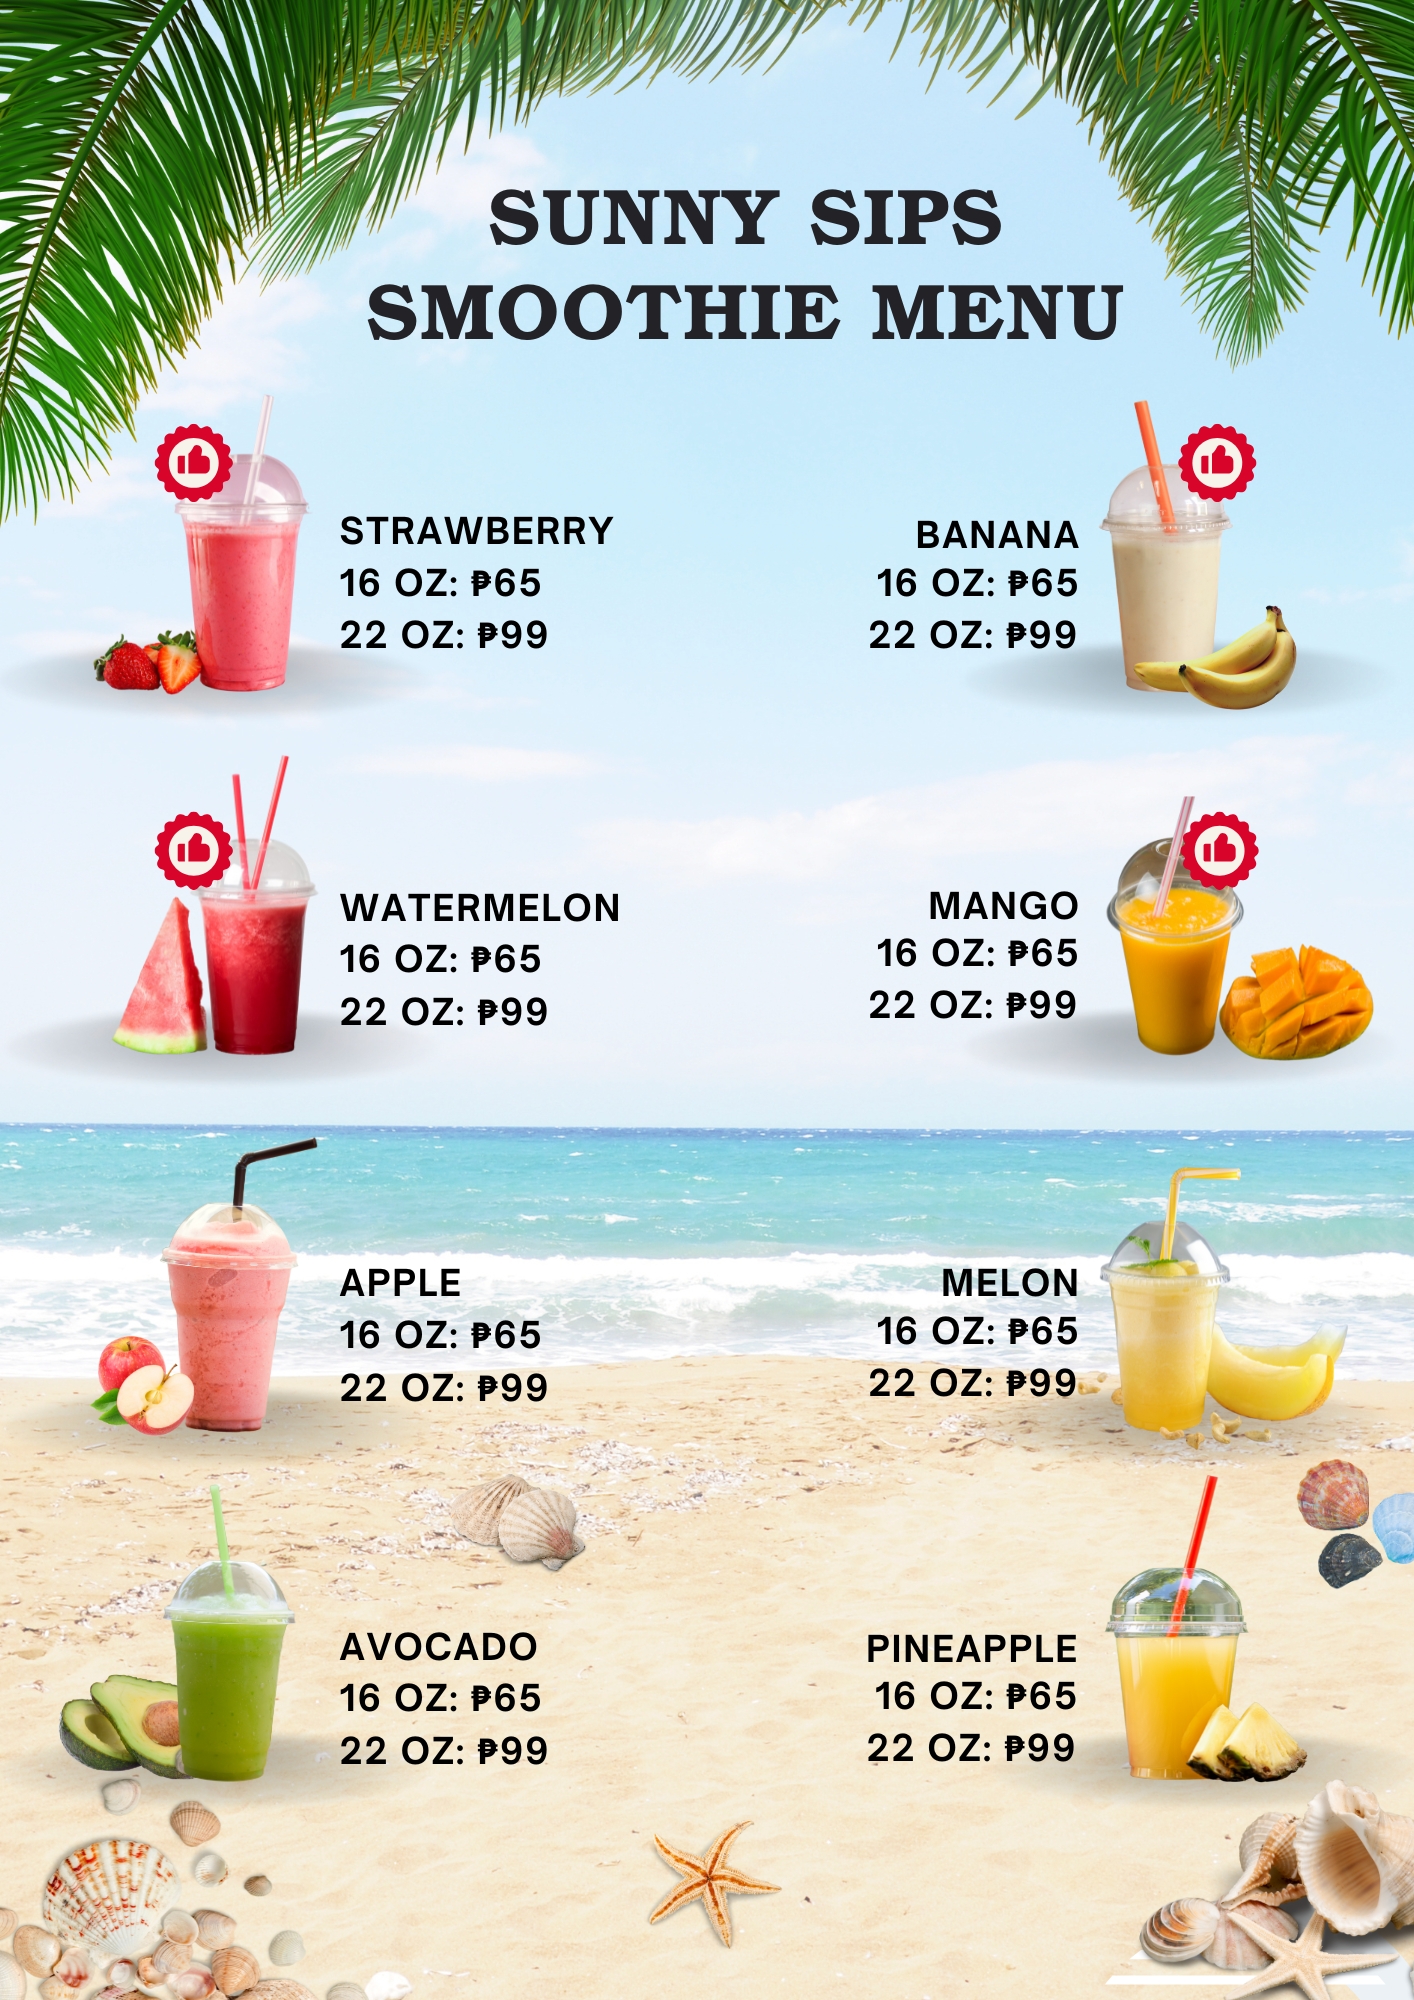 SUNNY SIPS
SMOOTHIE MENU
STRAWBERRY
16 OZ: ₱65
22 OZ: ₱99
BANANA
16 OZ: ₱65
22 OZ: ₱99
WATERMELON
16 OZ: ₱65
22 OZ: ₱99
MANGO
16 OZ: ₱65
22 OZ: ₱99
APPLE
16 OZ: ₱65
22 OZ: ₱99
MELON
16 OZ: ₱65
22 OZ: ₱99
AVOCADO
16 OZ: ₱65
22 OZ: ₱99
PINEAPPLE
16 OZ: ₱65
22 OZ: ₱99